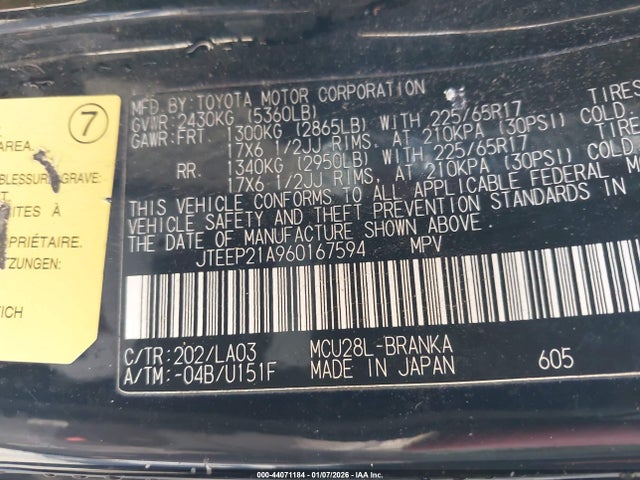 MFD. BY: TOYOTA MOTOR CORPORATION
GVWR: 2430KG (5360LB)
GAWR: FRT. 1300KG (2865LB) WITH 225/65R17 TIRES
17X6 1/2JJ RIMS, AT 210KPA (30PSI) COLD.
RR. 1340KG (2950LB) WITH 225/65R17 TIRES
17X6 1/2JJ RIMS, AT 210KPA (30PSI) COLD.
THIS VEHICLE CONFORMS TO ALL APPLICABLE FEDERAL M
VEHICLE SAFETY AND THEFT PREVENTION STANDARDS IN
THE DATE OF MANUFACTURE SHOWN ABOVE.
JTEEP21A960167594 MPV
C/TR:202/LA03 MCU28L-BRANKA
A/TM:-04B/U151F MADE IN JAPAN 605
7
AREA.
BLESSURE GRAVE:
ITES À
PRIÉTAIRE.
TZUNGEN:
ICH
000-44071184 | 01/07/2026 - © IAA Inc.